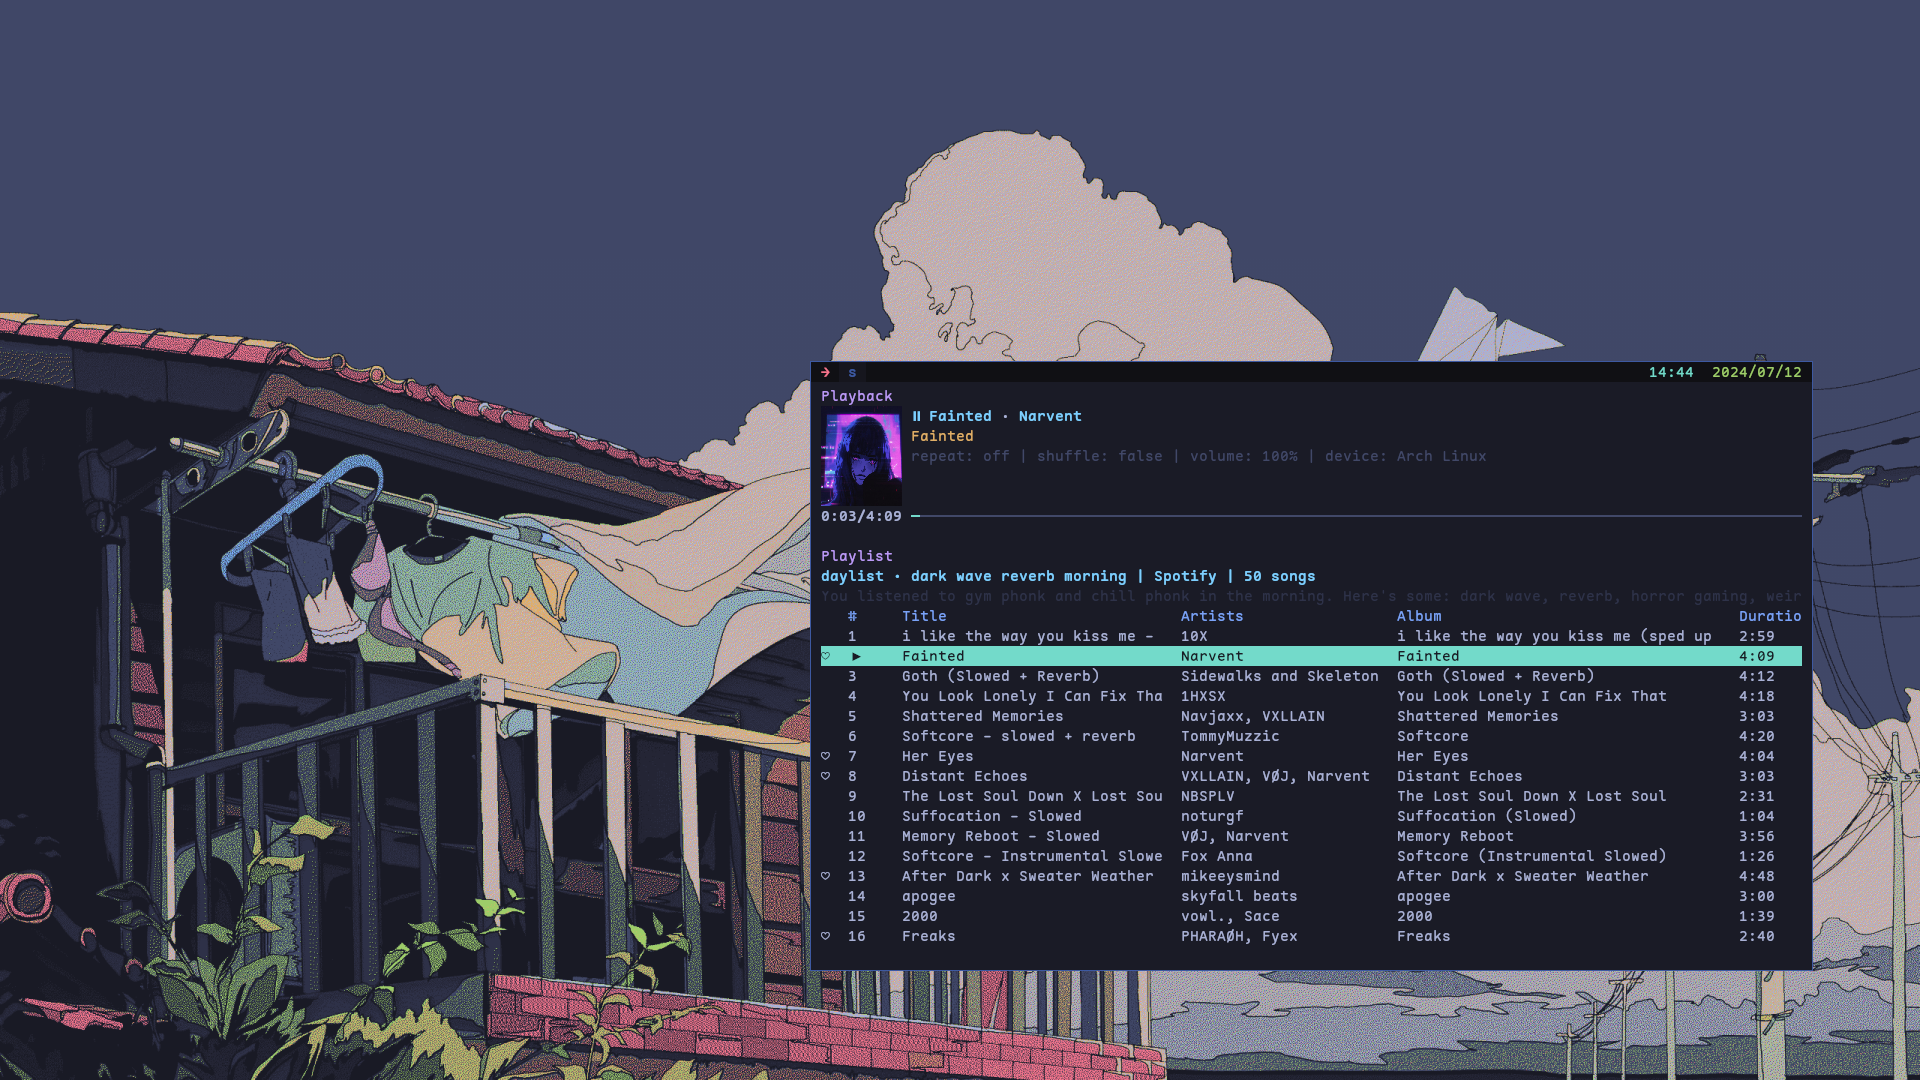 → s 14:44 2024/07/12
Playback
⏸ Fainted · Narvent
Fainted
repeat: off | shuffle: false | volume: 100% | device: Arch Linux
0:03/4:09
Playlist
daylist · dark wave reverb morning | Spotify | 50 songs
You listened to gym phonk and chill phonk in the morning. Here's some: dark wave, reverb, horror gaming, weir
# Title Artists Album Duratio
1 i like the way you kiss me - 10X i like the way you kiss me (sped up 2:59
♡ ▶ Fainted Narvent Fainted 4:09
3 Goth (Slowed + Reverb) Sidewalks and Skeleton Goth (Slowed + Reverb) 4:12
4 You Look Lonely I Can Fix Tha 1HXSX You Look Lonely I Can Fix That 4:18
5 Shattered Memories Navjaxx, VXLLAIN Shattered Memories 3:03
6 Softcore - slowed + reverb TommyMuzzic Softcore 4:20
♡ 7 Her Eyes Narvent Her Eyes 4:04
♡ 8 Distant Echoes VXLLAIN, VØJ, Narvent Distant Echoes 3:03
9 The Lost Soul Down X Lost Sou NBSPLV The Lost Soul Down X Lost Soul 2:31
10 Suffocation - Slowed noturgf Suffocation (Slowed) 1:04
11 Memory Reboot - Slowed VØJ, Narvent Memory Reboot 3:56
12 Softcore - Instrumental Slowe Fox Anna Softcore (Instrumental Slowed) 1:26
♡ 13 After Dark x Sweater Weather mikeeysmind After Dark x Sweater Weather 4:48
14 apogee skyfall beats apogee 3:00
15 2000 vowl., Sace 2000 1:39
♡ 16 Freaks PHARAØH, Fyex Freaks 2:40